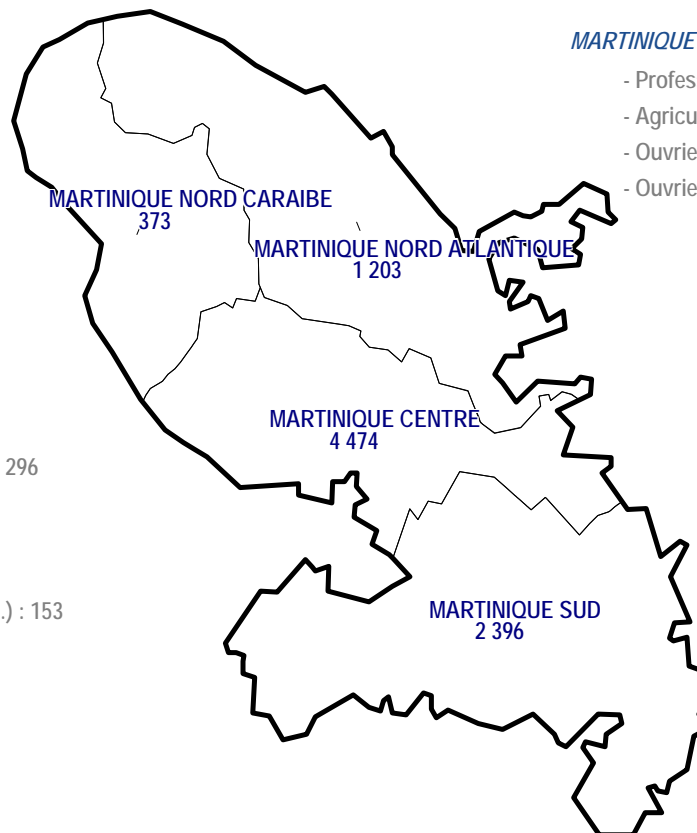 MARTINIQUE
- Profes
- Agricu
- Ouvrie
- Ouvrie
MARTINIQUE NORD CARAIBE
373
MARTINIQUE NORD ATLANTIQUE
1 203
MARTINIQUE CENTRE
4 474
296
.) : 153
MARTINIQUE SUD
2 396